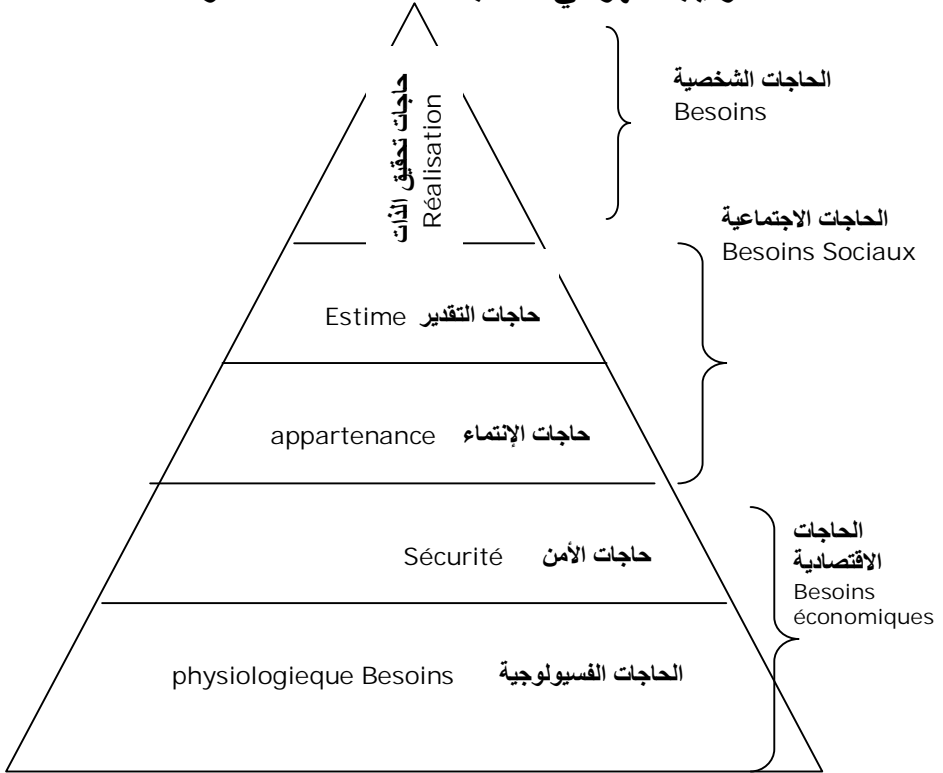 الحاجات الشخصية
Besoins
حاجات تحقيق الذات
Réalisation
الحاجات الاجتماعية
Besoins Sociaux
حاجات التقدير Estime
حاجات الإنتماء appartenance
الحاجات
الاقتصادية
Besoins
économiques
حاجات الأمن Sécurité
الحاجات الفسيولوجية physiologieque Besoins